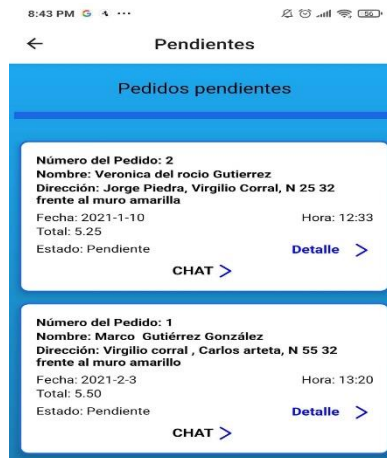 8:43 PM
56
Pendientes
Pedidos pendientes
Número del Pedido: 2
Nombre: Veronica del rocio Gutierrez
Dirección: Jorge Piedra, Virgilio Corral, N 25 32
frente al muro amarilla
Fecha: 2021-1-10 Hora: 12:33
Total: 5.25
Estado: Pendiente Detalle >
CHAT >
Número del Pedido: 1
Nombre: Marco Gutiérrez González
Dirección: Virgilio corral , Carlos arteta, N 55 32
frente al muro amarillo
Fecha: 2021-2-3 Hora: 13:20
Total: 5.50
Estado: Pendiente Detalle >
CHAT >